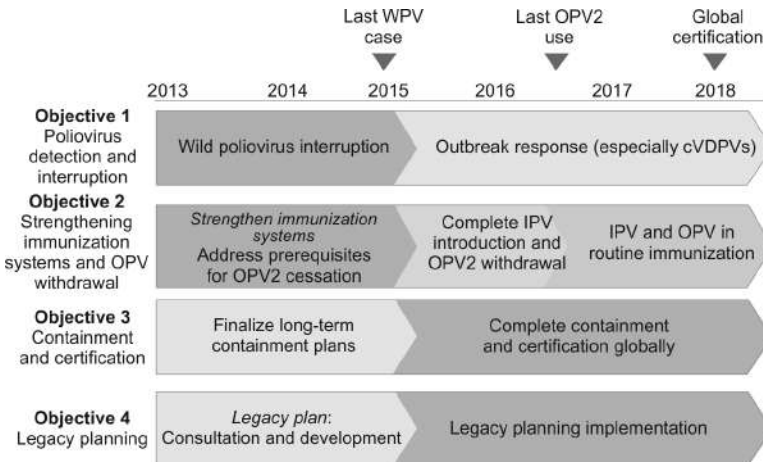 Last WPV
case
Last OPV2
use
Global
certification
2013 2014 2015 2016 2017 2018
Objective 1
Poliovirus
detection and
interruption
Wild poliovirus interruption
Outbreak response (especially cVDPVs)
Objective 2
Strengthening
immunization
systems and OPV
withdrawal
Strengthen immunization
systems
Address prerequisites
for OPV2 cessation
Complete IPV
introduction and
OPV2 withdrawal
IPV and OPV in
routine immunization
Objective 3
Containment
and certification
Finalize long-term
containment plans
Complete containment
and certification globally
Objective 4
Legacy planning
Legacy plan:
Consultation and development
Legacy planning implementation